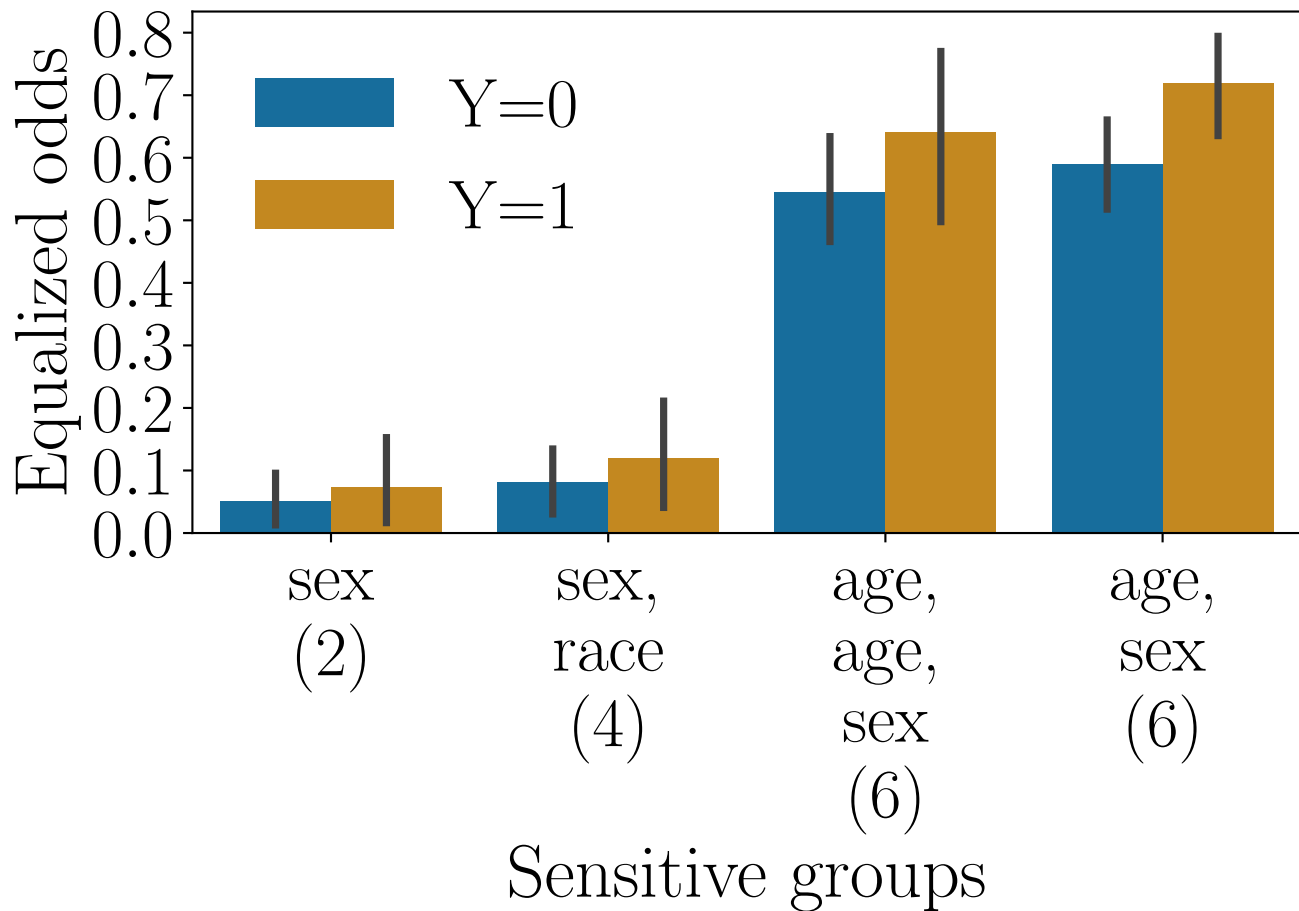 Equalized odds
0.8
0.7
0.6
0.5
0.4
0.3
0.2
0.1
0.0
Y=0
Y=1
sex
(2)
sex,
race
(4)
age,
age,
sex
(6)
age,
sex
(6)
Sensitive groups